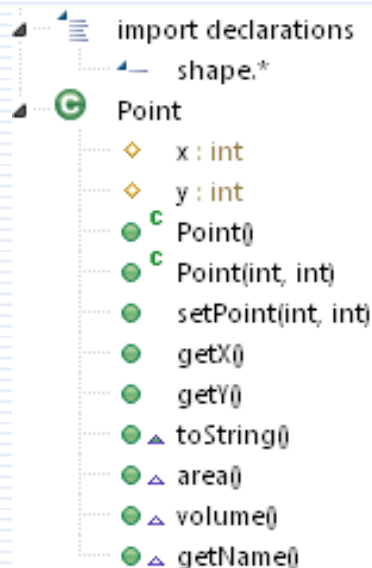 import declarations
shape.*
C Point
x : int
y : int
C Point()
C Point(int, int)
setPoint(int, int)
getX()
getY()
toString()
area()
volume()
getName()